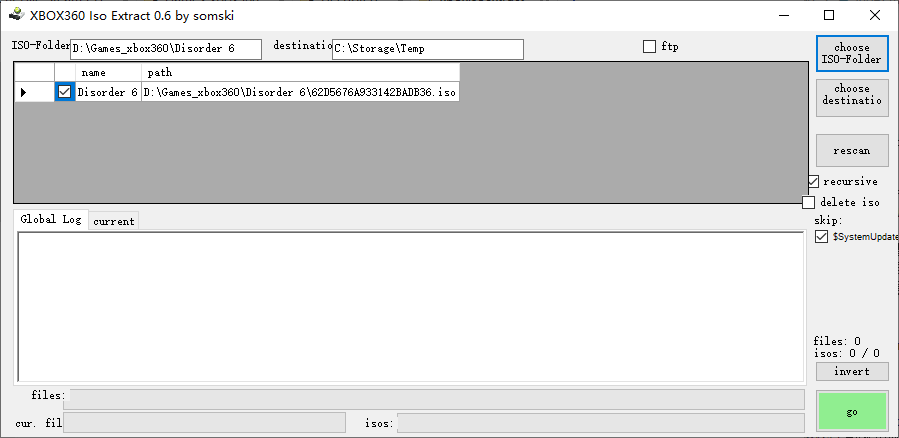 XBOX360 Iso Extract 0.6 by somski
ISO-Folder D:\Games_xbox360\Disorder 6 destinatio C:\Storage\Temp ftp
choose
ISO-Folder
name path
Disorder 6 D:\Games_xbox360\Disorder 6\62D5676A933142BADB36.iso
choose
destinatio
rescan
recursive
delete iso
Global Log current
skip:
$SystemUpdate
files: 0
isos: 0 / 0
invert
files:
go
cur. fil isos: